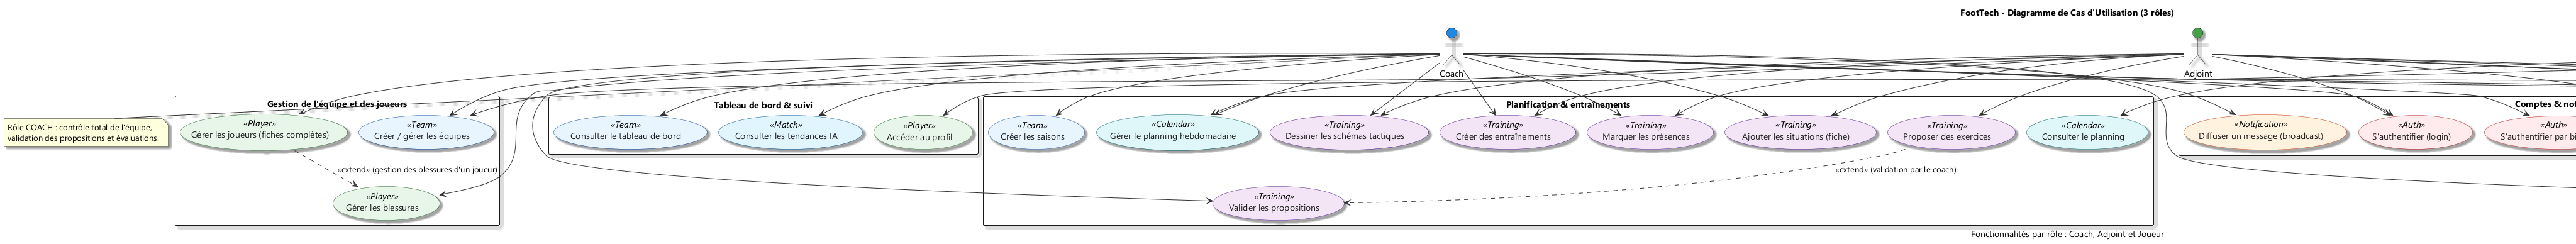 FootTech - Diagramme de Cas d'Utilisation (3 rôles)
Coach
Adjoint
Rôle COACH : contrôle total de l'équipe,
validation des propositions et évaluations.
Gestion de l'équipe et des joueurs
«Player»
Gérer les joueurs (fiches complètes)
«Team»
Créer / gérer les équipes
«extend» (gestion des blessures d'un joueur)
«Player»
Gérer les blessures
Tableau de bord & suivi
«Team»
Consulter le tableau de bord
«Match»
Consulter les tendances IA
«Player»
Accéder au profil
Planification & entraînements
«Team»
Créer les saisons
«Calendar»
Gérer le planning hebdomadaire
«Training»
Dessiner les schémas tactiques
«Training»
Créer des entraînements
«Training»
Marquer les présences
«Training»
Ajouter les situations (fiche)
«Training»
Proposer des exercices
«Calendar»
Consulter le planning
«extend» (validation par le coach)
«Training»
Valider les propositions
Comptes & not
«Notification»
Diffuser un message (broadcast)
«Auth»
S'authentifier (login)
«Auth»
S'authentifier par bi
Fonctionnalités par rôle : Coach, Adjoint et Joueur